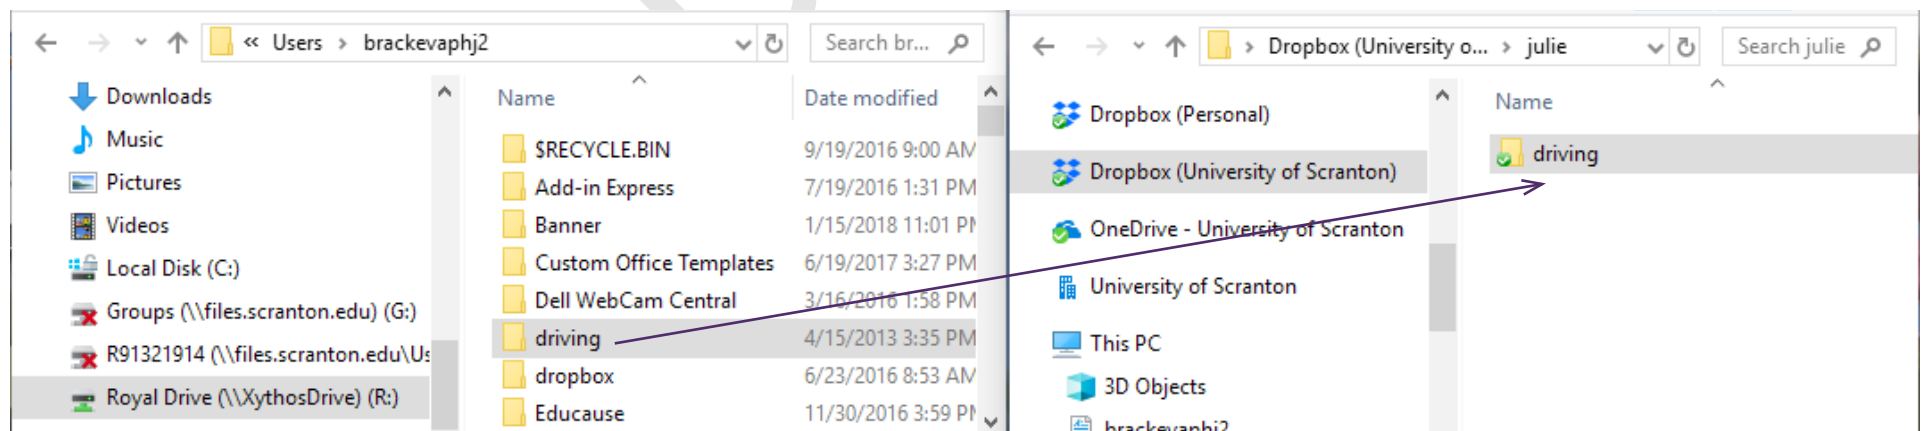 « Users › brackevaphj2
Search br...
Downloads
Music
Pictures
Videos
Local Disk (C:)
Groups (\\files.scranton.edu) (G:)
R91321914 (\\files.scranton.edu\Us
Royal Drive (\\XythosDrive) (R:)
Name Date modified
$RECYCLE.BIN 9/19/2016 9:00 AM
Add-in Express 7/19/2016 1:31 PM
Banner 1/15/2018 11:01 PM
Custom Office Templates 6/19/2017 3:27 PM
Dell WebCam Central 3/16/2016 1:58 PM
driving 4/15/2013 3:35 PM
dropbox 6/23/2016 8:53 AM
Educause 11/30/2016 3:59 PM
› Dropbox (University o... › julie
Search julie
Dropbox (Personal)
Dropbox (University of Scranton)
OneDrive - University of Scranton
University of Scranton
This PC
3D Objects
brackevaphj2
Name
driving